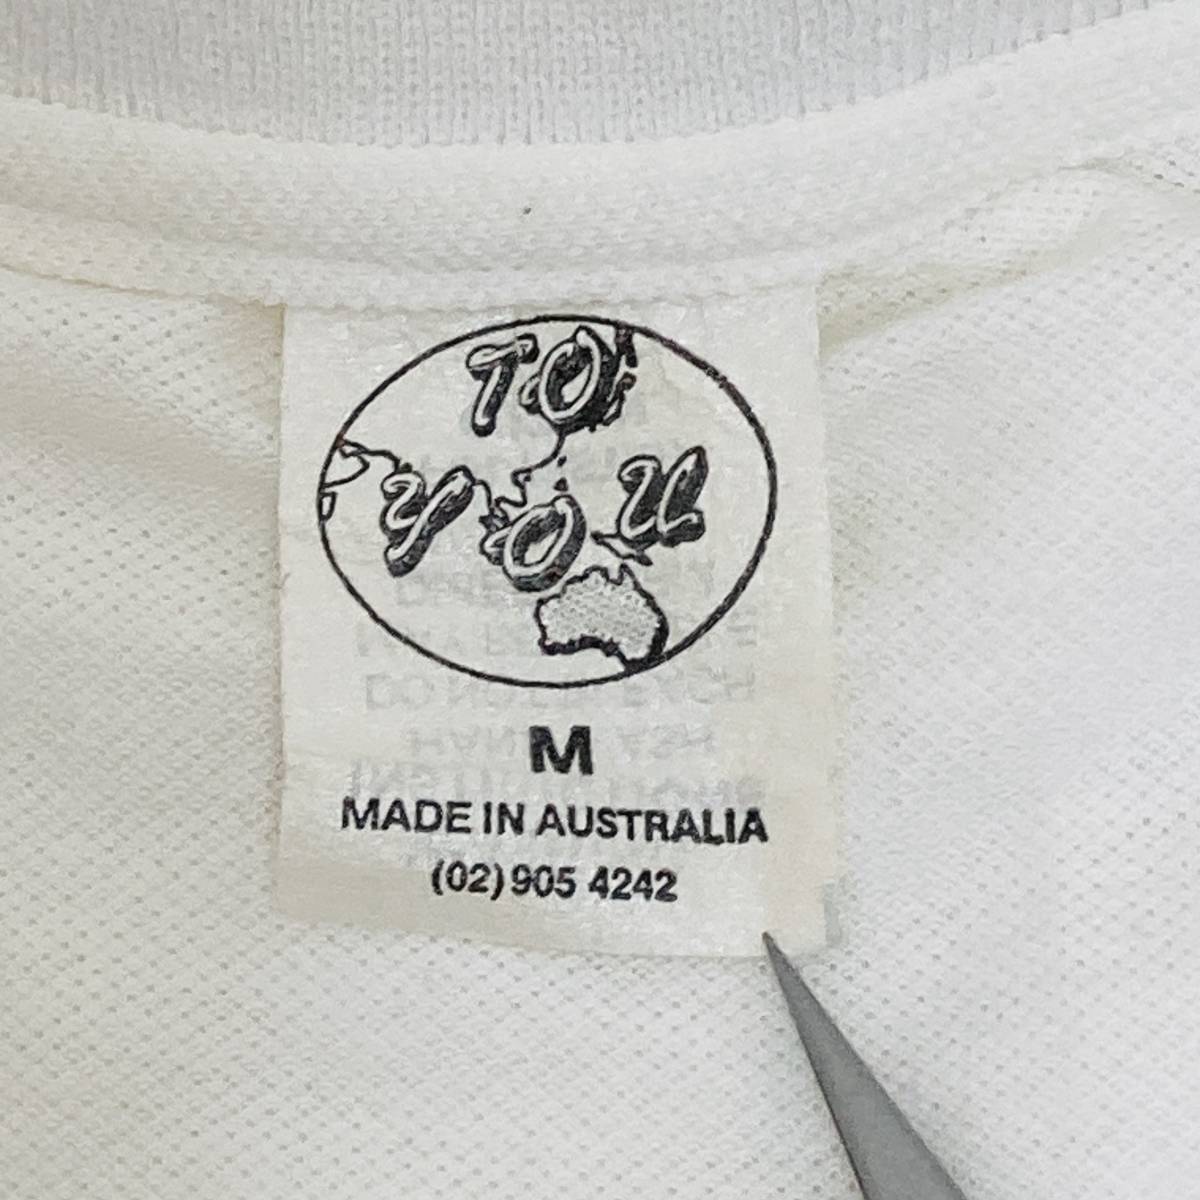 TO
YOU
M
MADE IN AUSTRALIA
(02) 905 4242